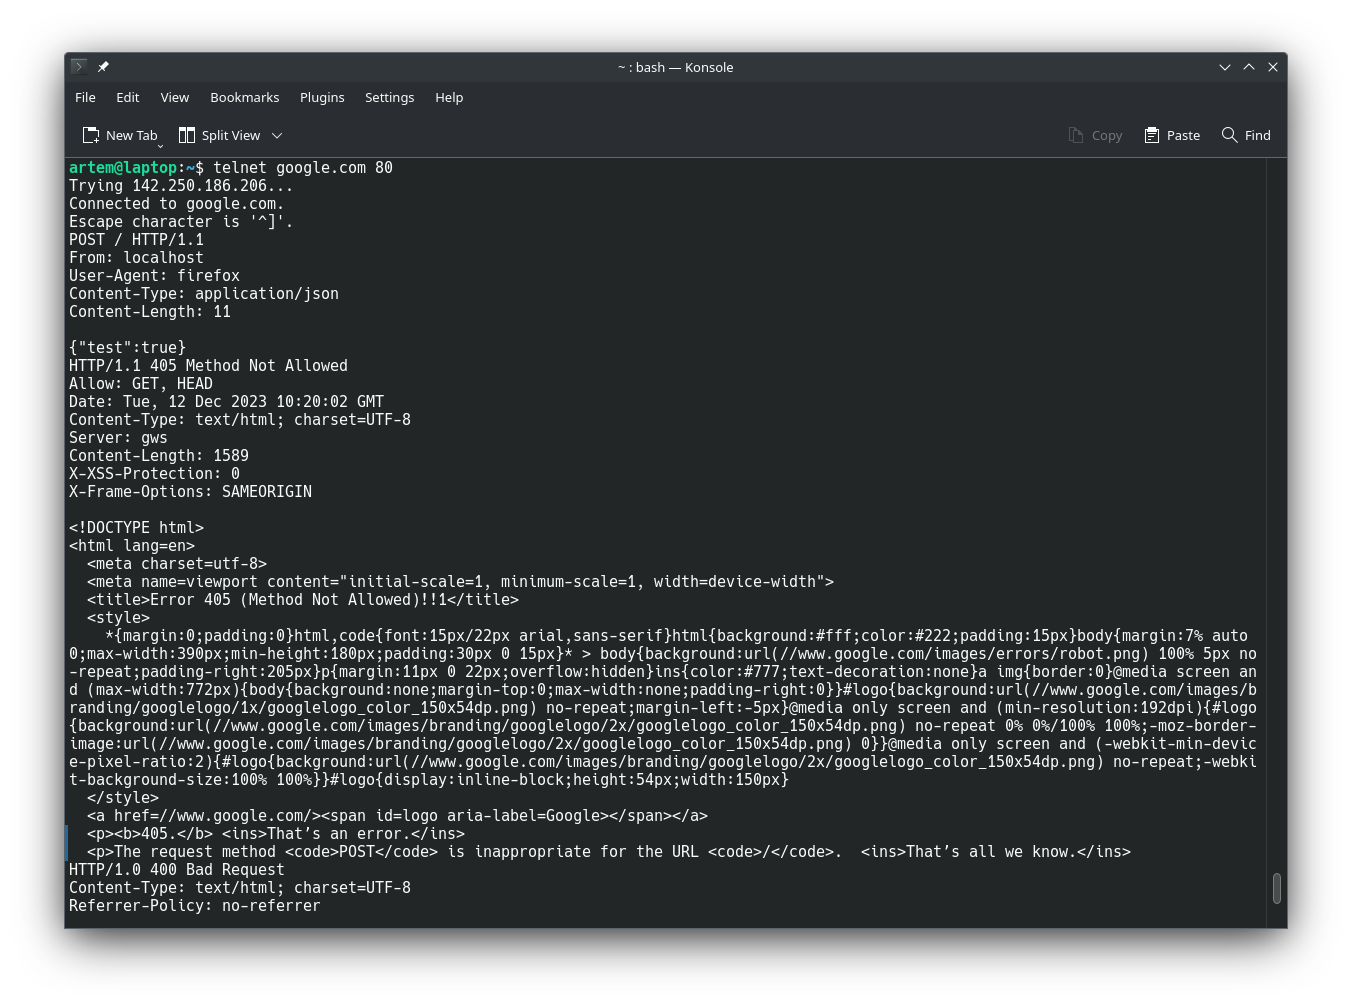 ~ : bash — Konsole
File Edit View Bookmarks Plugins Settings Help
New Tab Split View Copy Paste Find
artem@laptop:~$ telnet google.com 80
Trying 142.250.186.206...
Connected to google.com.
Escape character is '^]'.
POST / HTTP/1.1
From: localhost
User-Agent: firefox
Content-Type: application/json
Content-Length: 11

{"test":true}
HTTP/1.1 405 Method Not Allowed
Allow: GET, HEAD
Date: Tue, 12 Dec 2023 10:20:02 GMT
Content-Type: text/html; charset=UTF-8
Server: gws
Content-Length: 1589
X-XSS-Protection: 0
X-Frame-Options: SAMEORIGIN

<!DOCTYPE html>
<html lang=en>
  <meta charset=utf-8>
  <meta name=viewport content="initial-scale=1, minimum-scale=1, width=device-width">
  <title>Error 405 (Method Not Allowed)!!1</title>
  <style>
    *{margin:0;padding:0}html,code{font:15px/22px arial,sans-serif}html{background:#fff;color:#222;padding:15px}body{margin:7% auto
0;max-width:390px;min-height:180px;padding:30px 0 15px}* > body{background:url(//www.google.com/images/errors/robot.png) 100% 5px no
-repeat;padding-right:205px}p{margin:11px 0 22px;overflow:hidden}ins{color:#777;text-decoration:none}a img{border:0}@media screen an
d (max-width:772px){body{background:none;margin-top:0;max-width:none;padding-right:0}}#logo{background:url(//www.google.com/images/b
randing/googlelogo/1x/googlelogo_color_150x54dp.png) no-repeat;margin-left:-5px}@media only screen and (min-resolution:192dpi){#logo
{background:url(//www.google.com/images/branding/googlelogo/2x/googlelogo_color_150x54dp.png) no-repeat 0% 0%/100% 100%;-moz-border-
image:url(//www.google.com/images/branding/googlelogo/2x/googlelogo_color_150x54dp.png) 0}}@media only screen and (-webkit-min-devic
e-pixel-ratio:2){#logo{background:url(//www.google.com/images/branding/googlelogo/2x/googlelogo_color_150x54dp.png) no-repeat;-webki
t-background-size:100% 100%}}#logo{display:inline-block;height:54px;width:150px}
  </style>
  <a href=//www.google.com/><span id=logo aria-label=Google></span></a>
  <p><b>405.</b> <ins>That’s an error.</ins>
  <p>The request method <code>POST</code> is inappropriate for the URL <code>/</code>.  <ins>That’s all we know.</ins>
HTTP/1.0 400 Bad Request
Content-Type: text/html; charset=UTF-8
Referrer-Policy: no-referrer